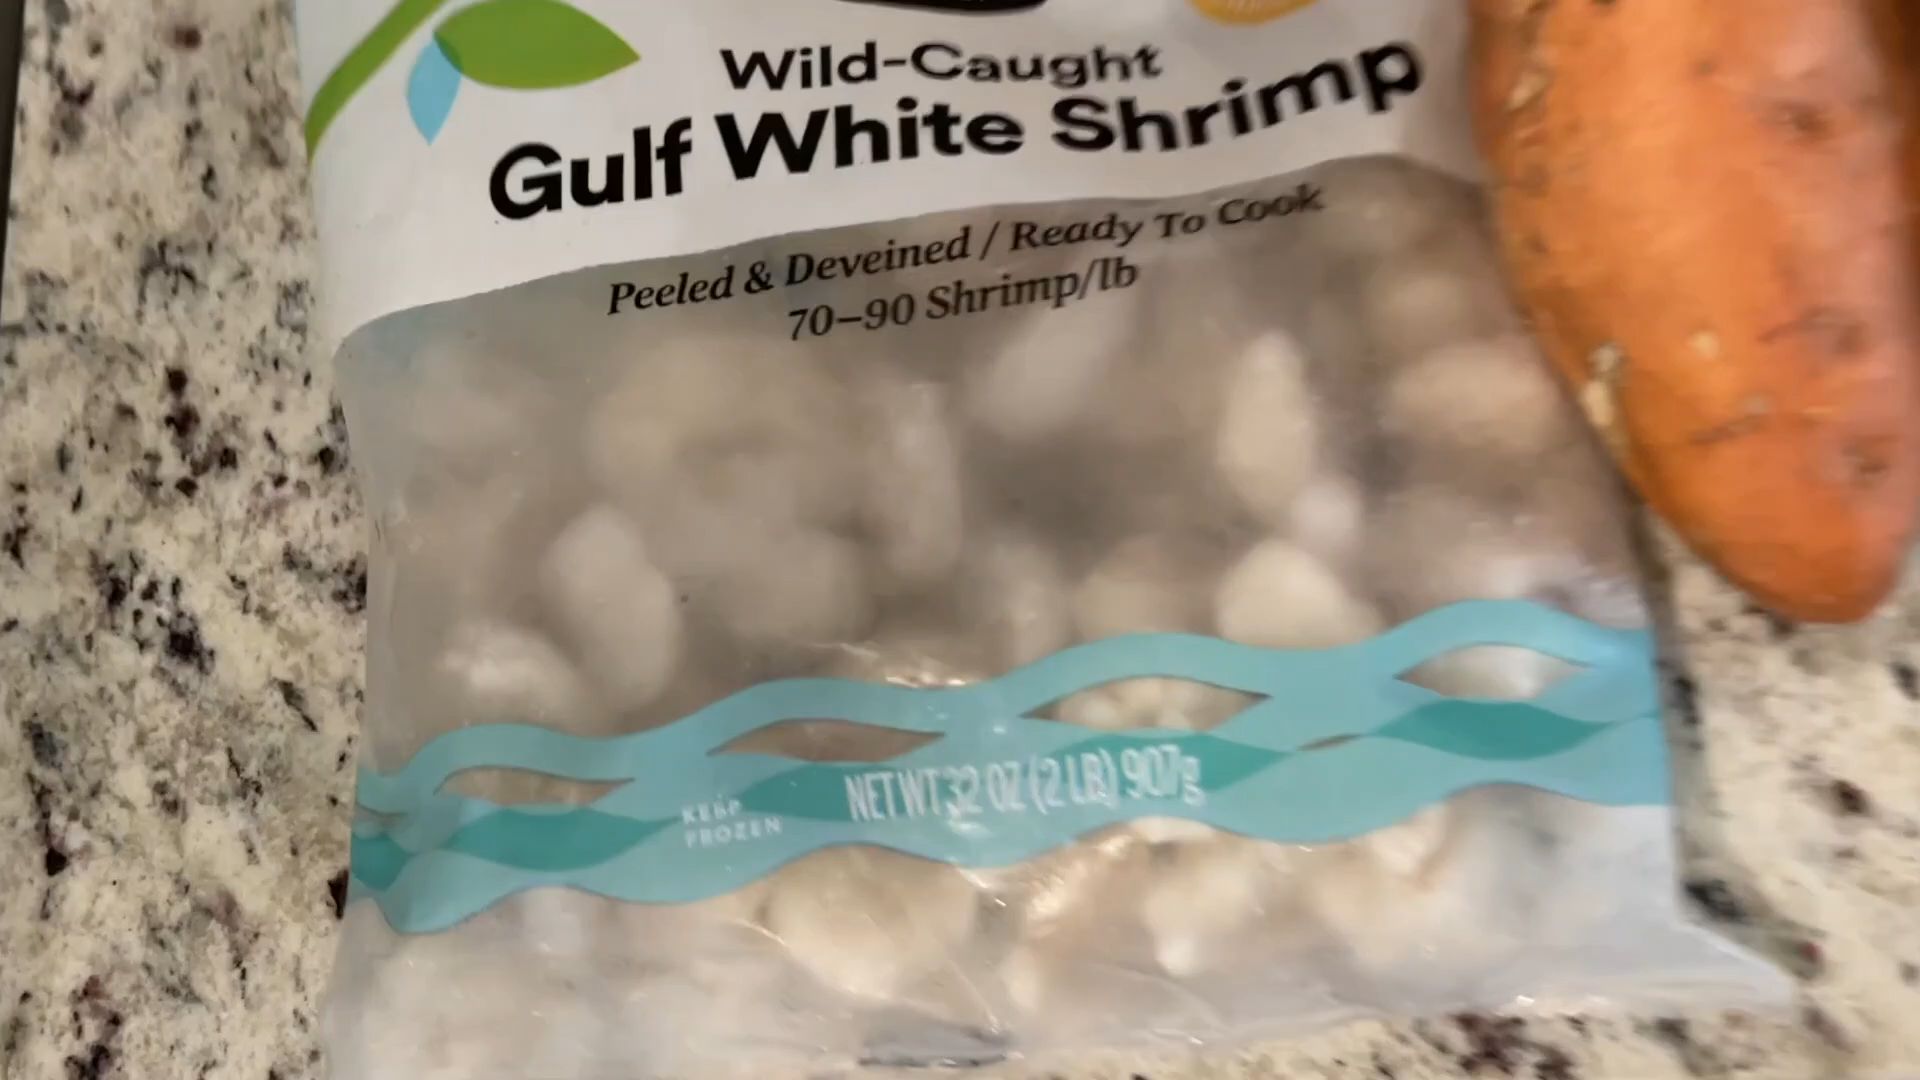 Wild-Caught
Gulf White Shrimp
Peeled & Deveined / Ready To Cook
70–90 Shrimp/lb
KEEP
FROZEN
NET WT 32 OZ (2 LB) 907g